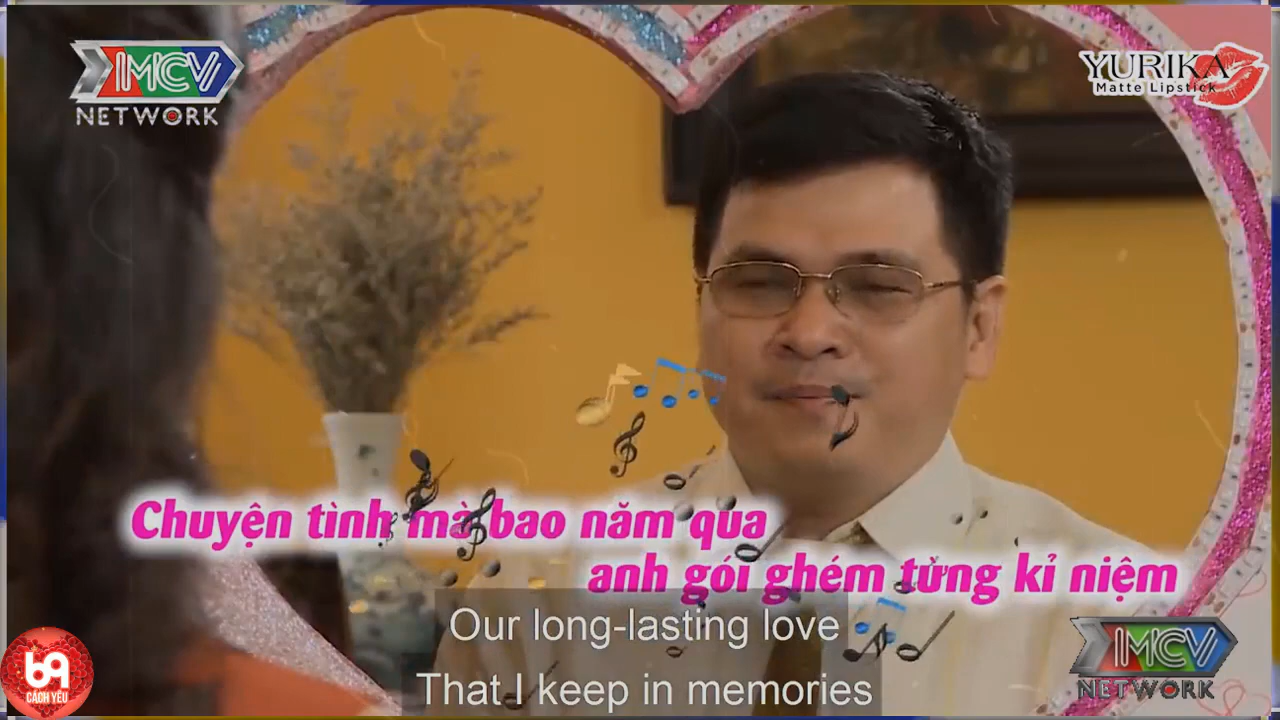 MCV
NETWORK
YURIKA
Matte Lipstick
Chuyện tình mà bao năm qua
anh gói ghém từng kỉ niệm
Our long-lasting love
That I keep in memories
69
CÁCH YÊU
MCV
NETWORK